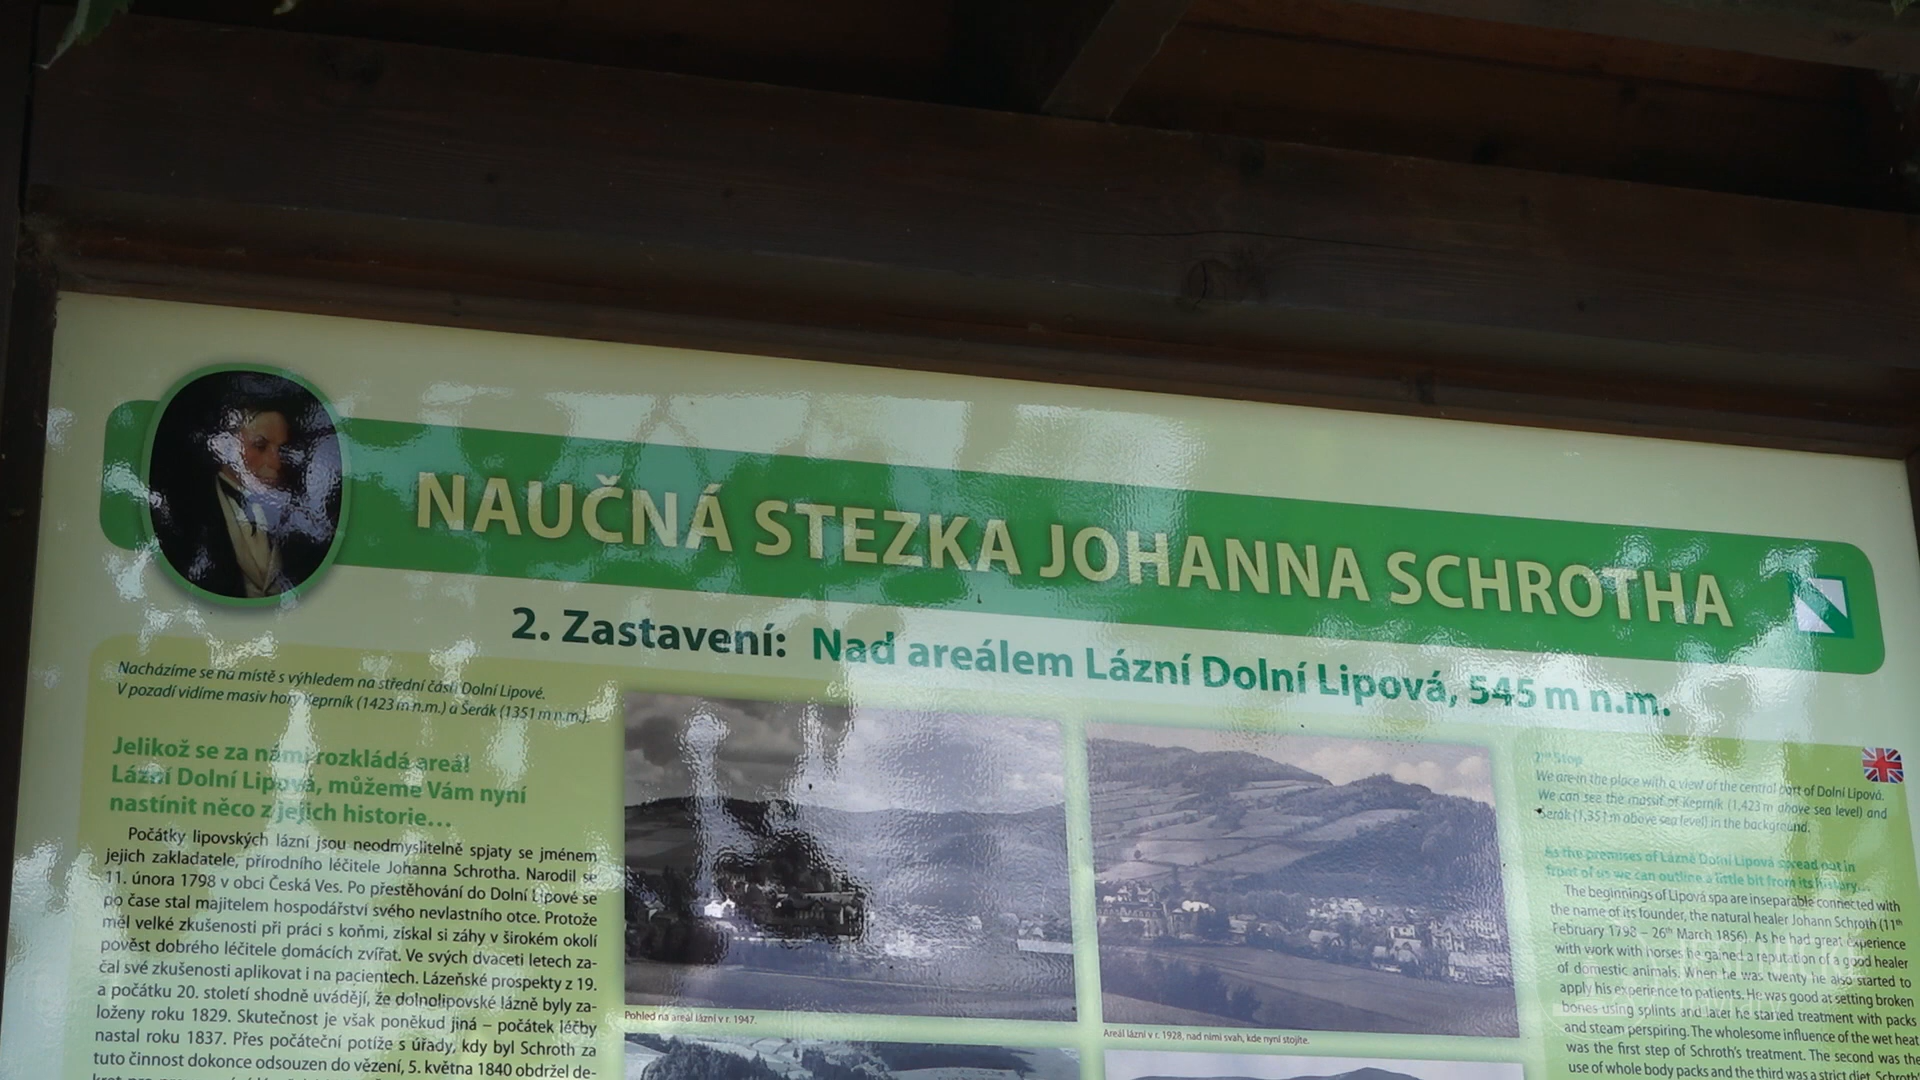 NAUČNÁ STEZKA JOHANNA SCHROTHA
2. Zastavení: Nad areálem Lázní Dolní Lipová, 545 m n.m.
Nacházíme se na místě s výhledem na střední část Dolní Lipové.
V pozadí vidíme masiv hory Keprník (1423 m n.m.) a Šerák (1351 m n.m.).
Jelikož se za námi rozkládá areál
Lázní Dolní Lipová, můžeme Vám nyní
nastínit něco z jejich historie…
Počátky lipovských lázní jsou neodmyslitelně spjaty se jménem
jejich zakladatele, přírodního léčitele Johanna Schrotha. Narodil se
11. února 1798 v obci Česká Ves. Po přestěhování do Dolní Lipové se
po čase stal majitelem hospodářství svého nevlastního otce. Protože
měl velké zkušenosti při práci s koňmi, získal si záhy v širokém okolí
pověst dobrého léčitele domácích zvířat. Ve svých dvaceti letech za-
čal své zkušenosti aplikovat i na pacientech. Lázeňské prospekty z 19.
a počátku 20. století shodně uvádějí, že dolnolipovské lázně byly za-
loženy roku 1829. Skutečnost je však poněkud jiná – počátek léčby
nastal roku 1837. Přes počáteční potíže s úřady, kdy byl Schroth za
tuto činnost dokonce odsouzen do vězení, 5. května 1840 obdržel de-
Pohled na areál lázní v r. 1947.
Areál lázní v r. 1928, nad nimi svah, kde nyní stojíte.
2nd Stop
We are in the place with a view of the central part of Dolní Lipová.
We can see the massif of Keprník (1,423 m above sea level) and
Šerák (1,351 m above sea level) in the background.
As the premises of Lázně Dolní Lipová spread out in
front of us we can outline a little bit from its history…
The beginnings of Lipová spa are inseparable connected with
the name of its founder, the natural healer Johann Schroth (11th
February 1798 – 26th March 1856). As he had great experience
with work with horses he gained a reputation of a good healer
of domestic animals. When he was twenty he also started to
apply his experience to patients. He was good at setting broken
bones using splints and later he started treatment with packs
and steam perspiring. The wholesome influence of the wet heat
was the first step of Schroth's treatment. The second was the
use of whole body packs and the third was a strict diet. Schroth's